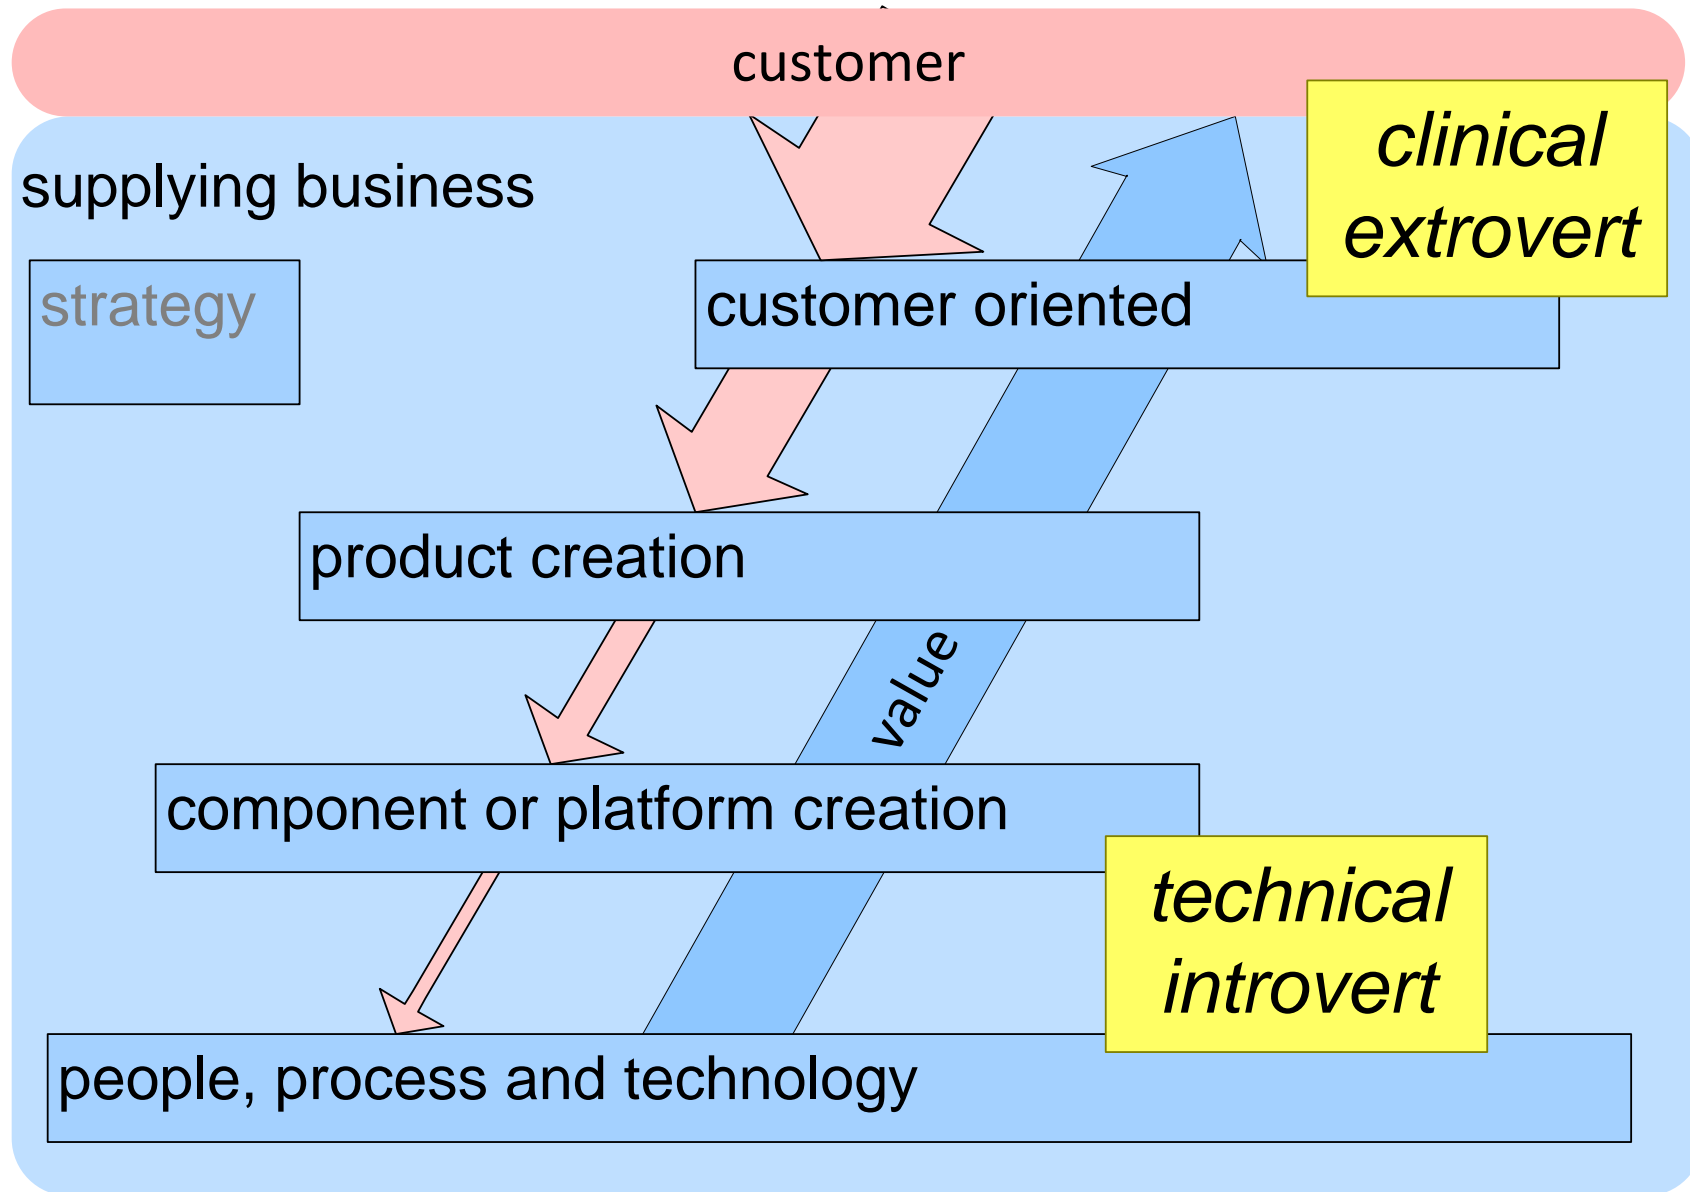 customer
clinical
extrovert
supplying business
strategy
customer oriented
product creation
value
component or platform creation
technical
introvert
people, process and technology